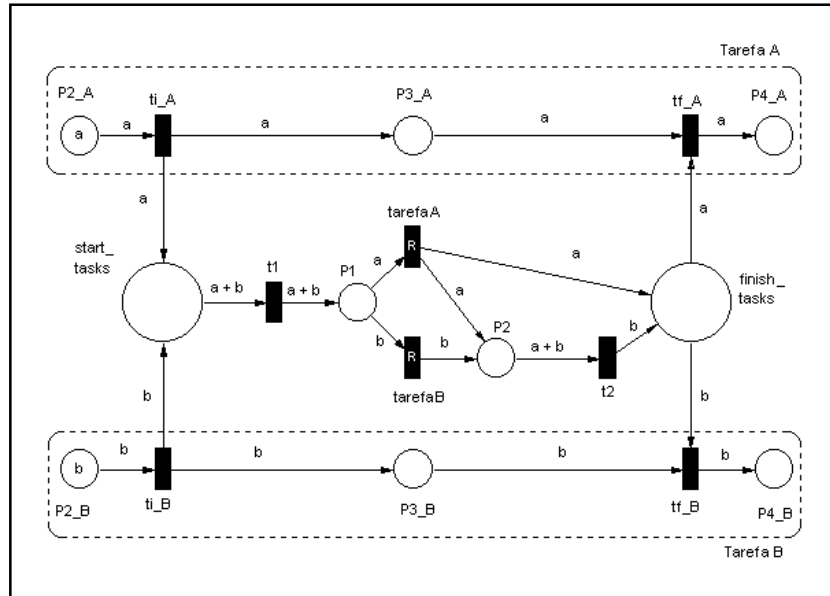 Tarefa A
P2_A
ti_A
P3_A
tf_A
P4_A
a
a
a
a
a
a
a
tarefaA
start_
tasks
t1
P1
R
a
a
finish_
tasks
a + b
a + b
a
P2
b
R
b
a + b
b
tarefaB
t2
b
b
b
b
b
b
b
P2_B
ti_B
P3_B
tf_B
P4_B
Tarefa B